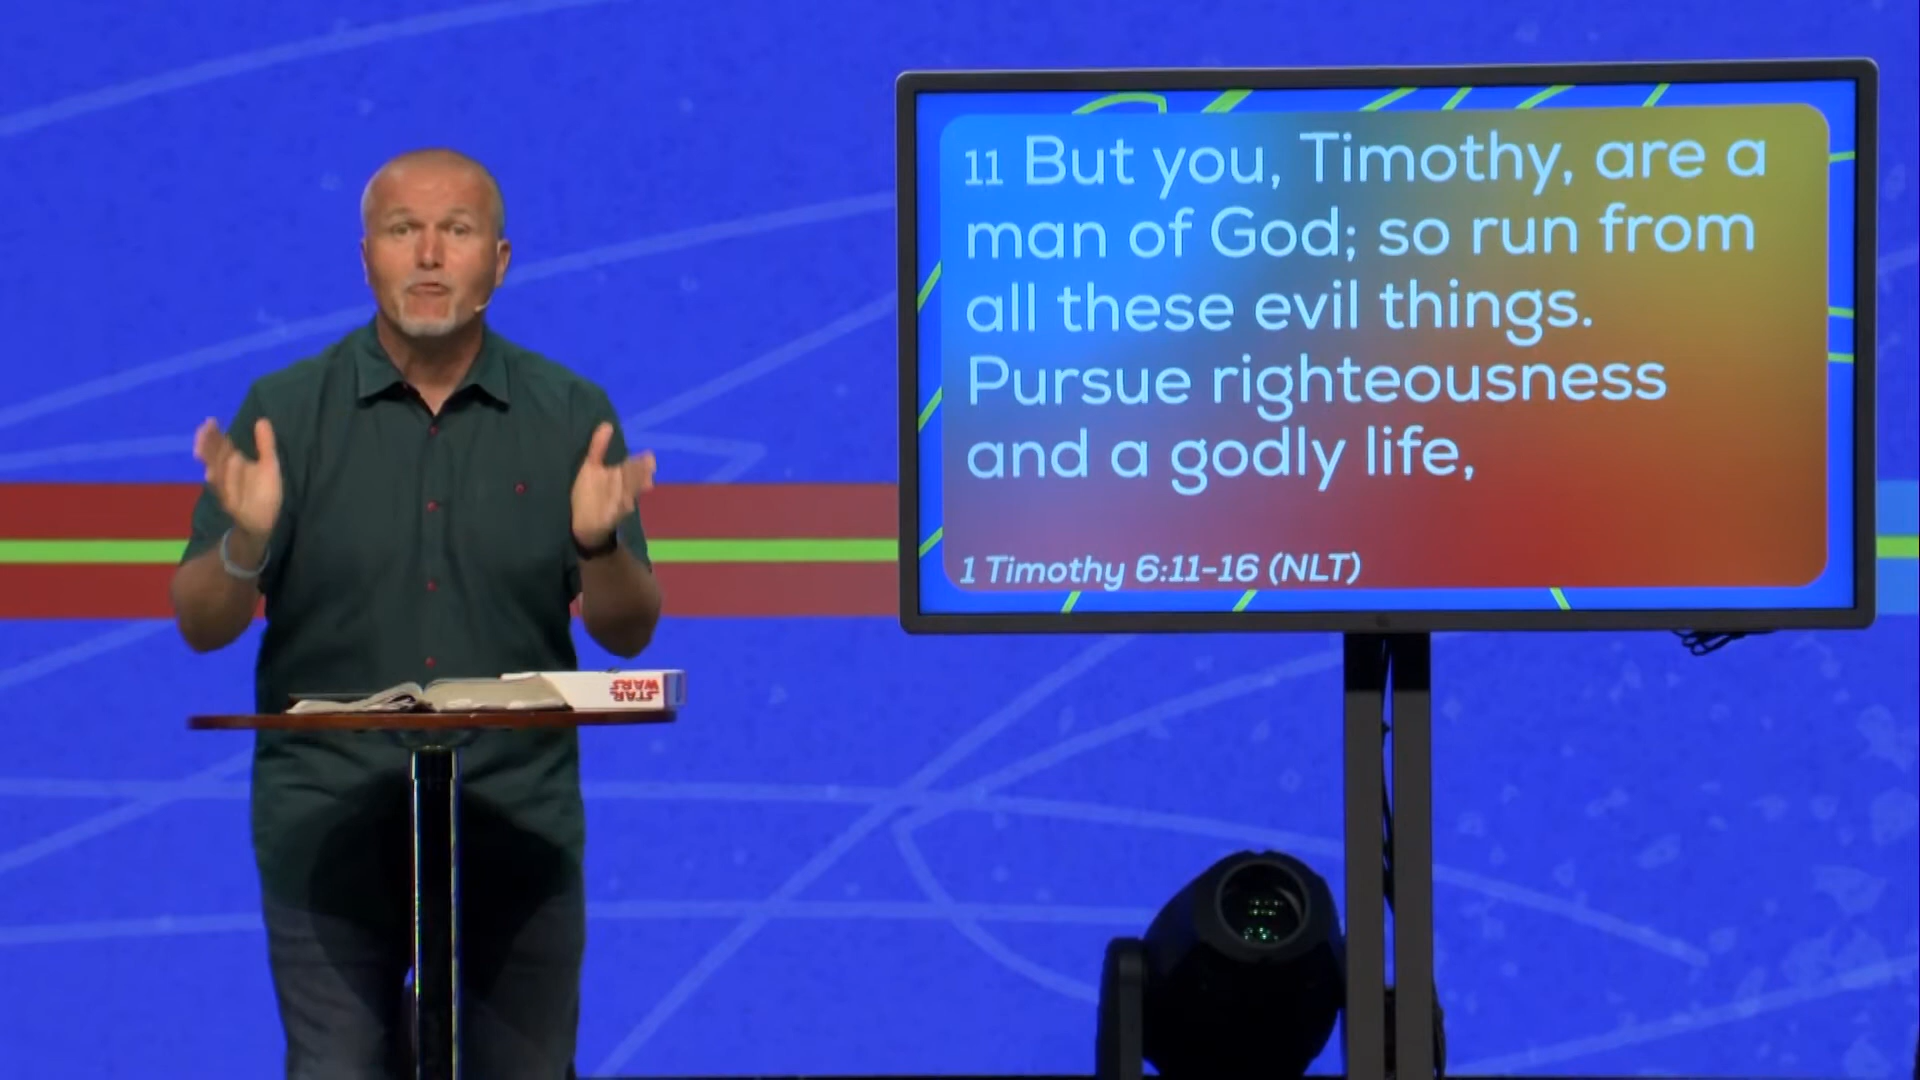 11 But you, Timothy, are a
man of God; so run from
all these evil things.
Pursue righteousness
and a godly life,
1 Timothy 6:11-16 (NLT)
STAR
WARS